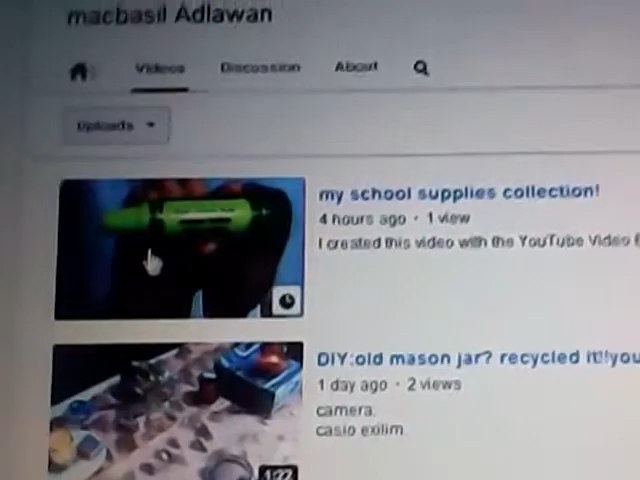 macbasil Adlawan
Videos Discussion About
Uploads
my school supplies collection!
4 hours ago · 1 view
I created this video with the YouTube Video
DIY:old mason jar? recycled it!!you
1 day ago · 2 views
camera.
casio exilim.
1:22